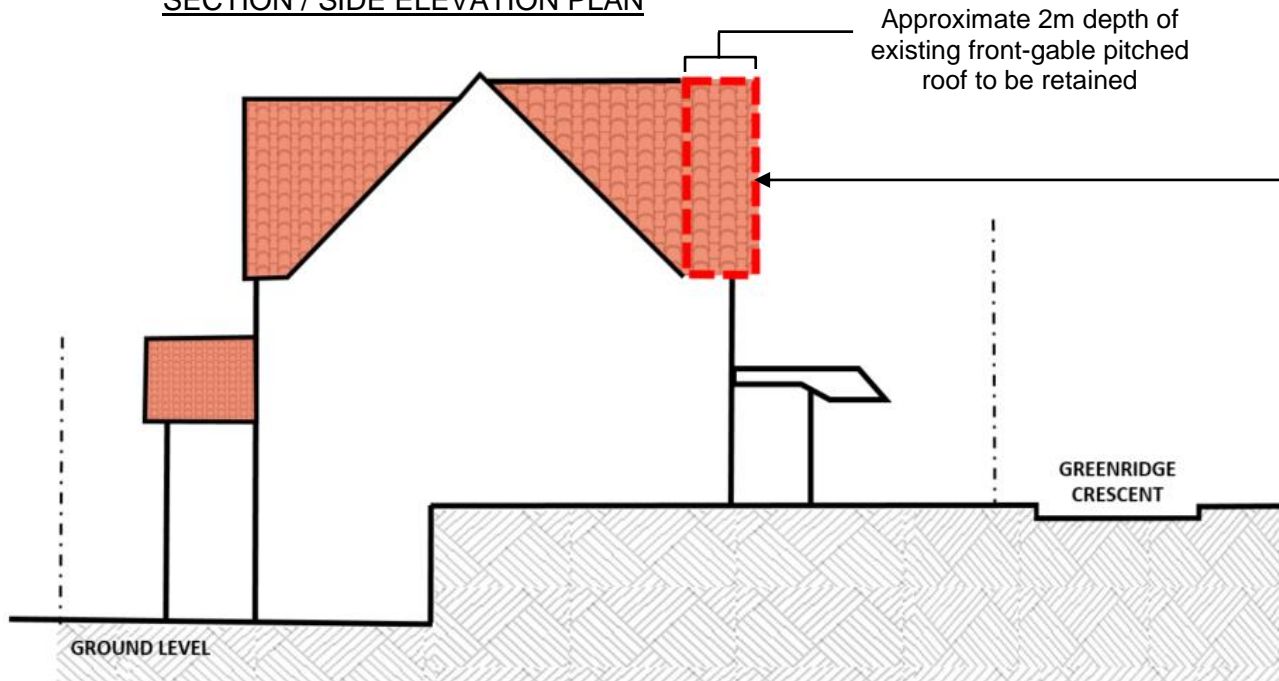 SECTION / SIDE ELEVATION PLAN
Approximate 2m depth of
existing front-gable pitched
roof to be retained
GREENRIDGE
CRESCENT
GROUND LEVEL